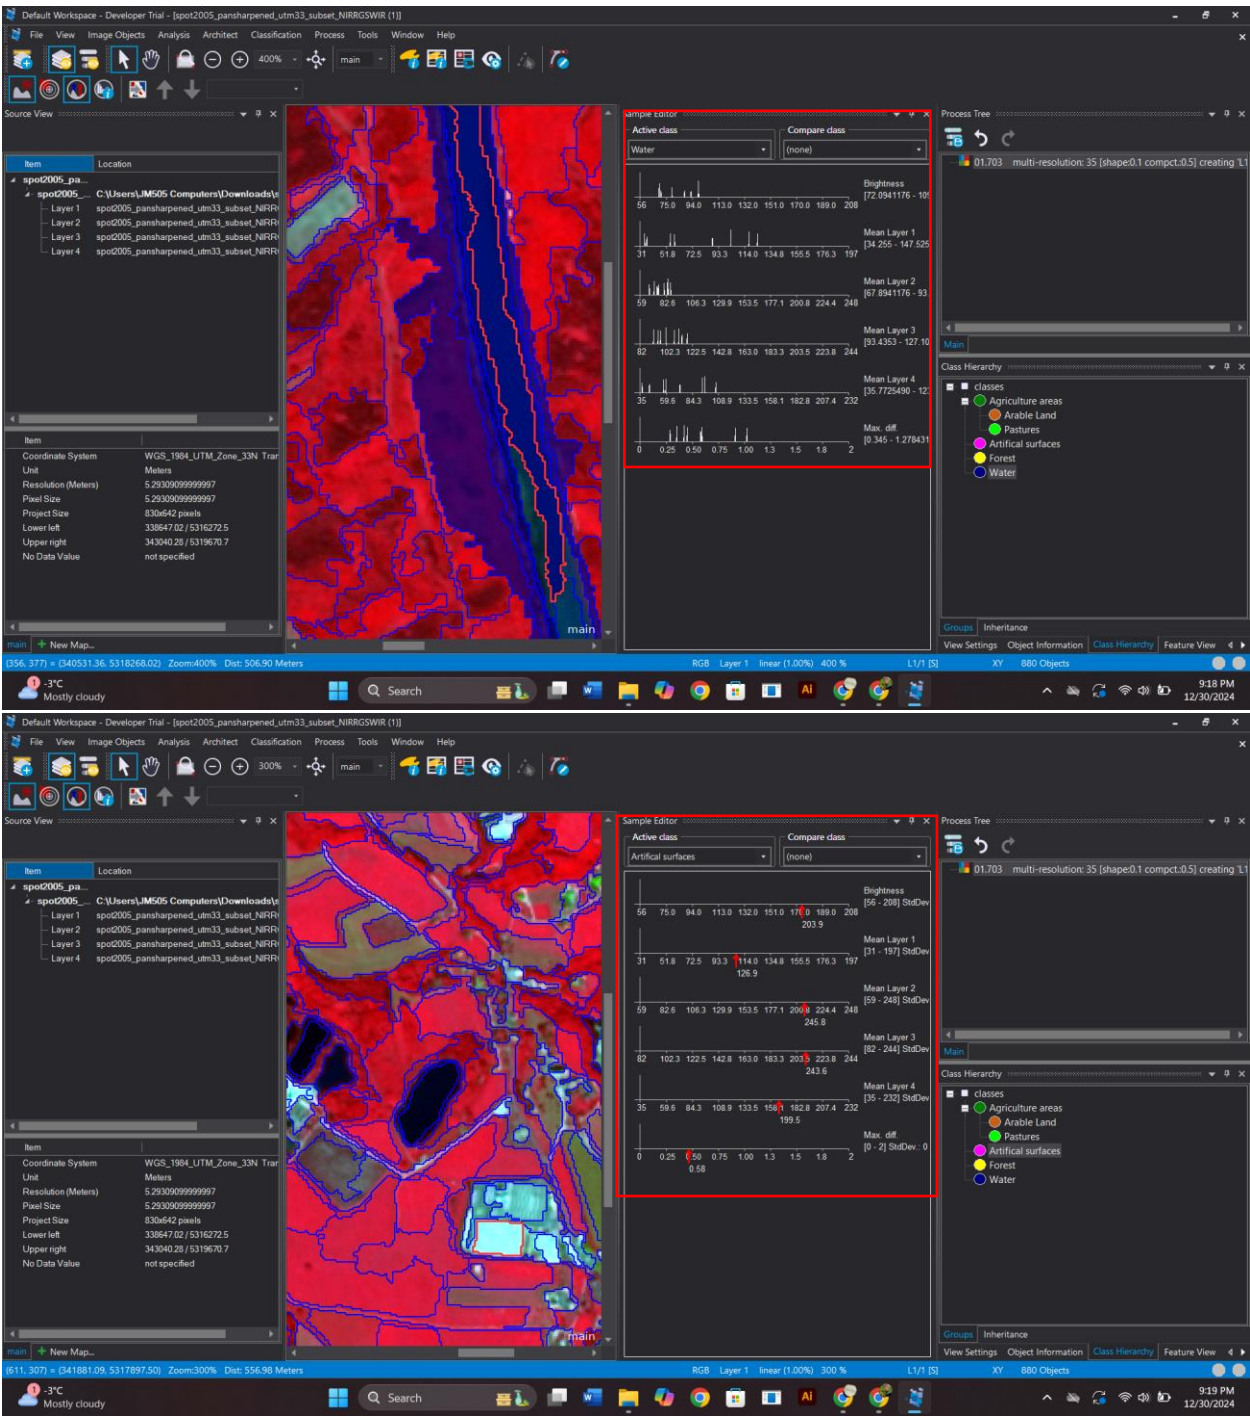 Default Workspace - Developer Trial - [spot2005_pansharpened_utm33_subset_NIRRGSWIR (1)]
File View Image Objects Analysis Architect Classification Process Tools Window Help
400% main
Source View
Item Location
spot2005_pa...
spot2005_... C:\Users\JM505 Computers\Downloads\s
Layer 1 spot2005_pansharpened_utm33_subset_NIRR
Layer 2 spot2005_pansharpened_utm33_subset_NIRR
Layer 3 spot2005_pansharpened_utm33_subset_NIRR
Layer 4 spot2005_pansharpened_utm33_subset_NIRR
Item
Coordinate System WGS_1984_UTM_Zone_33N Tran
Unit Meters
Resolution (Meters) 5.29309099999997
Pixel Size 5.29309099999997
Project Size 830x642 pixels
Lower left 338647.02 / 5316272.5
Upper right 343040.28 / 5319670.7
No Data Value not specified
main New Map...
main
Sample Editor
Active class Compare class
Water (none)
Brightness
[72.0941176 - 10
56 75.0 94.0 113.0 132.0 151.0 170.0 189.0 208
Mean Layer 1
[34.255 - 147.525
31 51.8 72.5 93.3 114.0 134.8 155.5 176.3 197
Mean Layer 2
[67.8941176 - 93
59 82.6 106.3 129.9 153.5 177.1 200.8 224.4 248
Mean Layer 3
[93.4353 - 127.10
82 102.3 122.5 142.8 163.0 183.3 203.5 223.8 244
Mean Layer 4
[35.7725490 - 12
35 59.6 84.3 108.9 133.5 158.1 182.8 207.4 232
Max. diff.
[0.345 - 1.278431
0 0.25 0.50 0.75 1.00 1.3 1.5 1.8 2
Process Tree
01.703 multi-resolution: 35 [shape:0.1 compct.:0.5] creating 'L1
Main
Class Hierarchy
classes
Agriculture areas
Arable Land
Pastures
Artifical surfaces
Forest
Water
Groups Inheritance
View Settings Object Information Class Hierarchy Feature View
(356, 377) = (340531.36, 5318268.02) Zoom:400% Dist: 506.90 Meters RGB Layer 1 linear (1.00%) 400 % L1/1 [S] XY 880 Objects
1 -3°C
Mostly cloudy
Search
Ai
9:18 PM
12/30/2024
Default Workspace - Developer Trial - [spot2005_pansharpened_utm33_subset_NIRRGSWIR (1)]
File View Image Objects Analysis Architect Classification Process Tools Window Help
300% main
Source View
Item Location
spot2005_pa...
spot2005_... C:\Users\JM505 Computers\Downloads\s
Layer 1 spot2005_pansharpened_utm33_subset_NIRR
Layer 2 spot2005_pansharpened_utm33_subset_NIRR
Layer 3 spot2005_pansharpened_utm33_subset_NIRR
Layer 4 spot2005_pansharpened_utm33_subset_NIRR
Item
Coordinate System WGS_1984_UTM_Zone_33N Tran
Unit Meters
Resolution (Meters) 5.29309099999997
Pixel Size 5.29309099999997
Project Size 830x642 pixels
Lower left 338647.02 / 5316272.5
Upper right 343040.28 / 5319670.7
No Data Value not specified
main New Map...
main
Sample Editor
Active class Compare class
Artifical surfaces (none)
Brightness
[56 - 208] StdDev
56 75.0 94.0 113.0 132.0 151.0 170.0 189.0 208
203.9
Mean Layer 1
[31 - 197] StdDev
31 51.8 72.5 93.3 114.0 134.8 155.5 176.3 197
126.9
Mean Layer 2
[59 - 248] StdDev
59 82.6 106.3 129.9 153.5 177.1 200.8 224.4 248
245.8
Mean Layer 3
[82 - 244] StdDev
82 102.3 122.5 142.8 163.0 183.3 203.5 223.8 244
243.6
Mean Layer 4
[35 - 232] StdDev
35 59.6 84.3 108.9 133.5 158.1 182.8 207.4 232
199.5
Max. diff.
[0 - 2] StdDev.: 0
0 0.25 0.50 0.75 1.00 1.3 1.5 1.8 2
0.58
Process Tree
01.703 multi-resolution: 35 [shape:0.1 compct.:0.5] creating 'L1
Main
Class Hierarchy
classes
Agriculture areas
Arable Land
Pastures
Artifical surfaces
Forest
Water
Groups Inheritance
View Settings Object Information Class Hierarchy Feature View
(611, 307) = (341881.09, 5317897.50) Zoom:300% Dist: 556.98 Meters RGB Layer 1 linear (1.00%) 300 % L1/1 [S] XY 880 Objects
1 -3°C
Mostly cloudy
Search
Ai
9:19 PM
12/30/2024